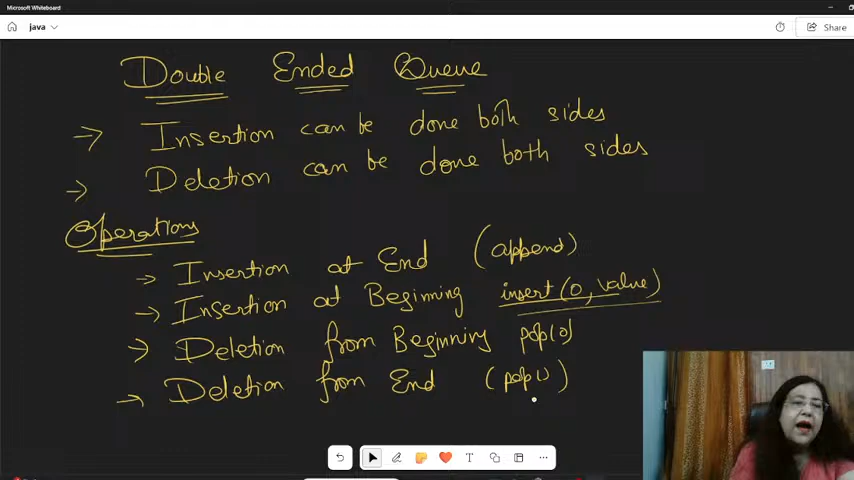 Microsoft Whiteboard
java
Share
Double Ended Queue
→ Insertion can be done both sides
→ Deletion can be done both sides
Operations
→ Insertion at End (append)
→ Insertion at Beginning insert(0, value)
→ Deletion from Beginning pop(0)
→ Deletion from End (pop())